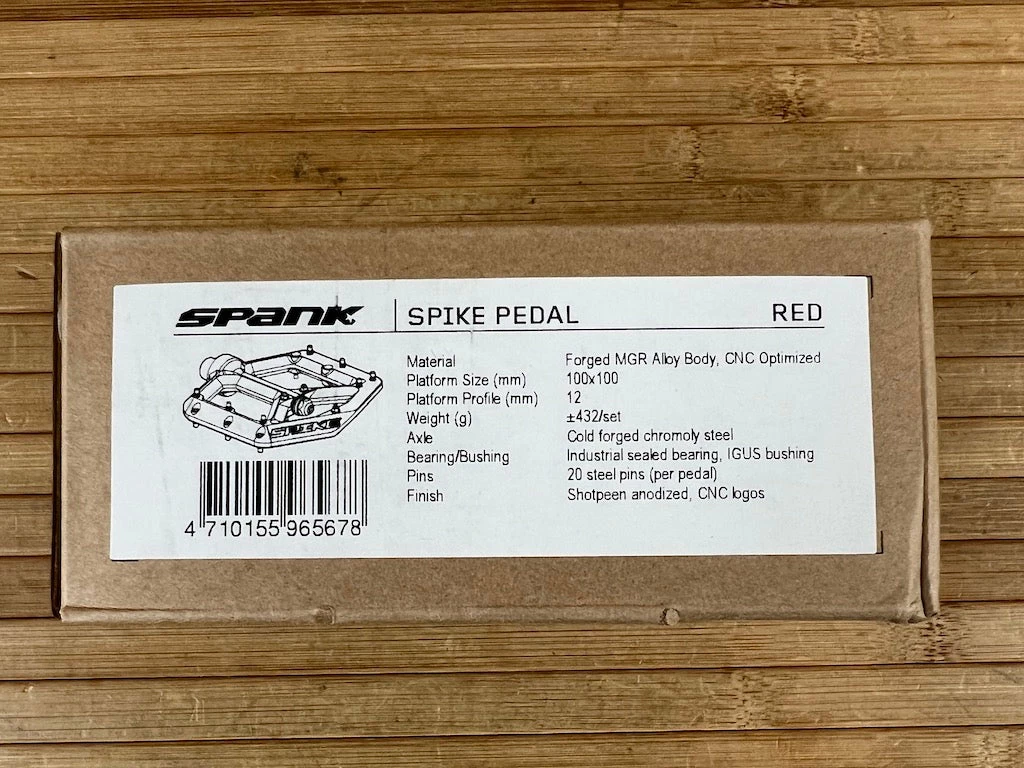 SPANK SPIKE PEDAL RED
Material Forged MGR Alloy Body, CNC Optimized
Platform Size (mm) 100x100
Platform Profile (mm) 12
Weight (g) ±432/set
Axle Cold forged chromoly steel
Bearing/Bushing Industrial sealed bearing, IGUS bushing
Pins 20 steel pins (per pedal)
Finish Shotpeen anodized, CNC logos
SPIKE
4 710155 965678